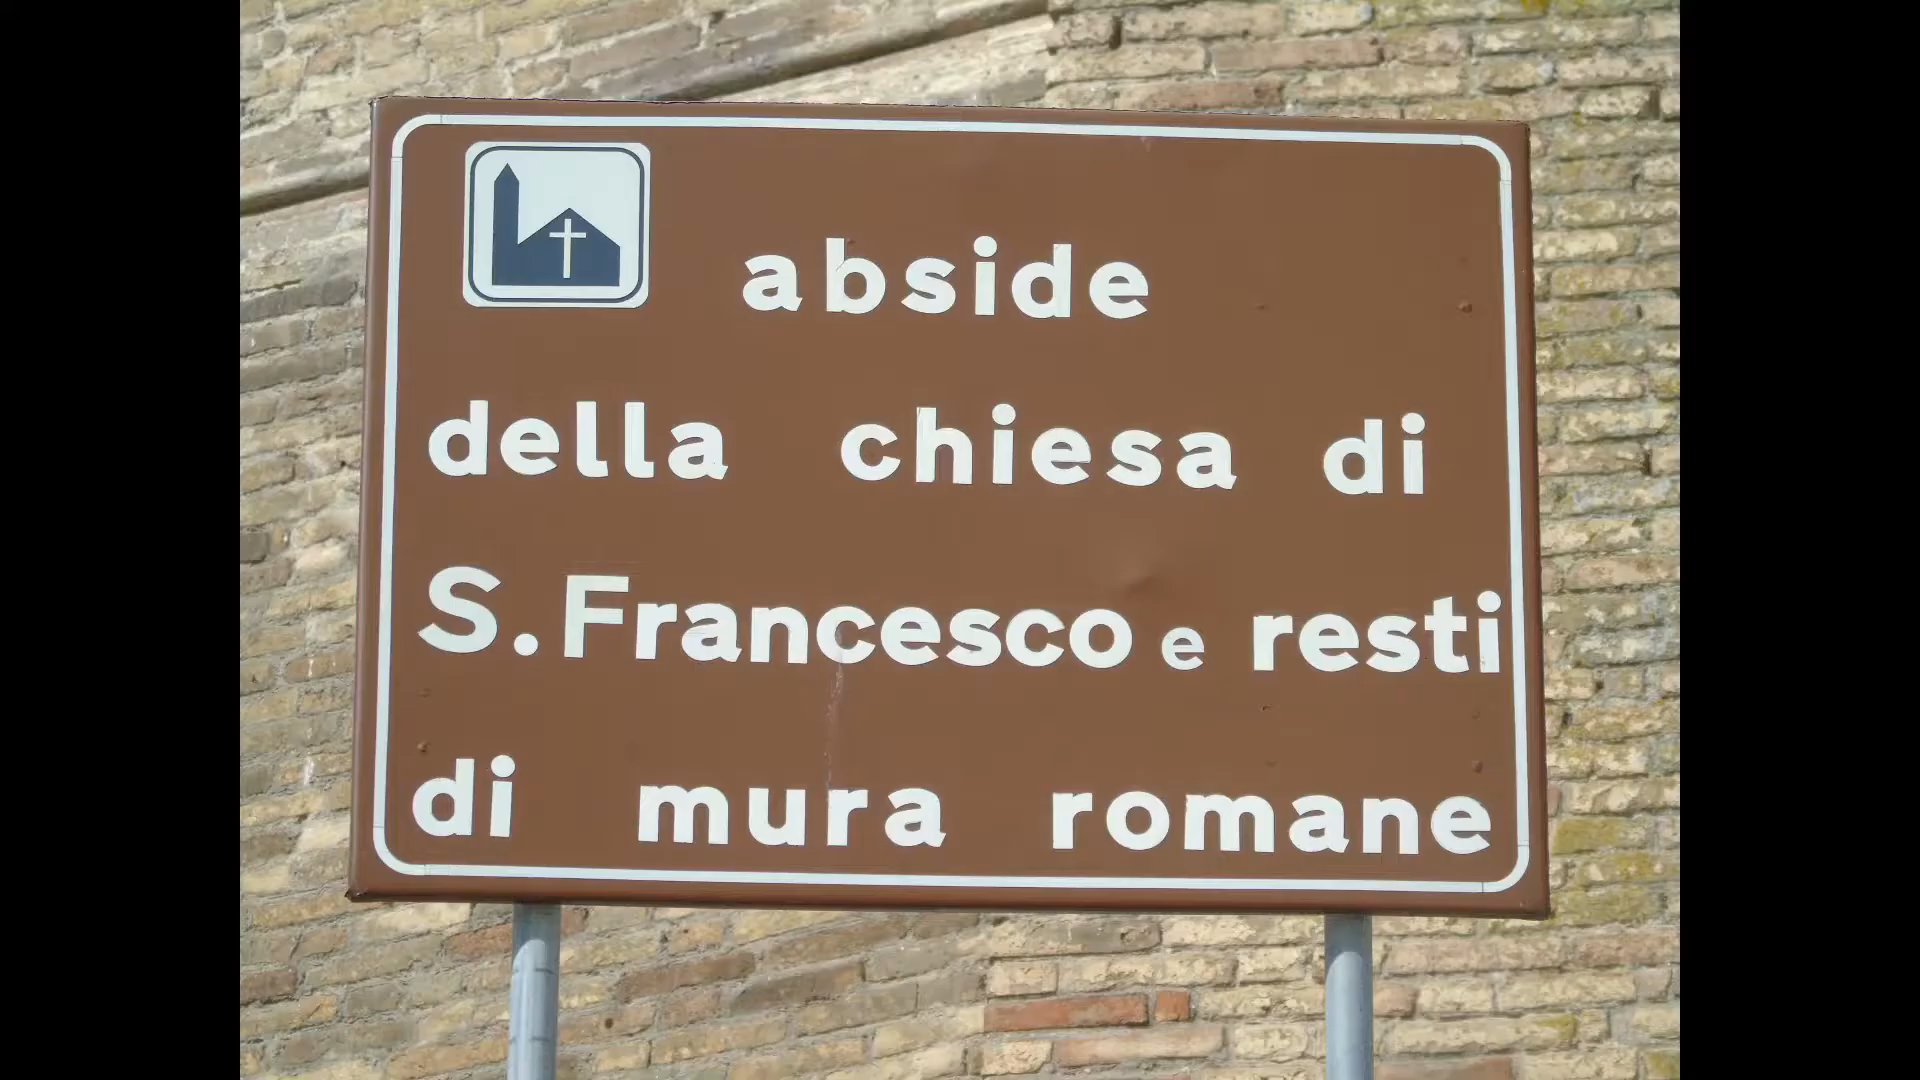 abside
della chiesa di
S. Francesco e resti
di mura romane